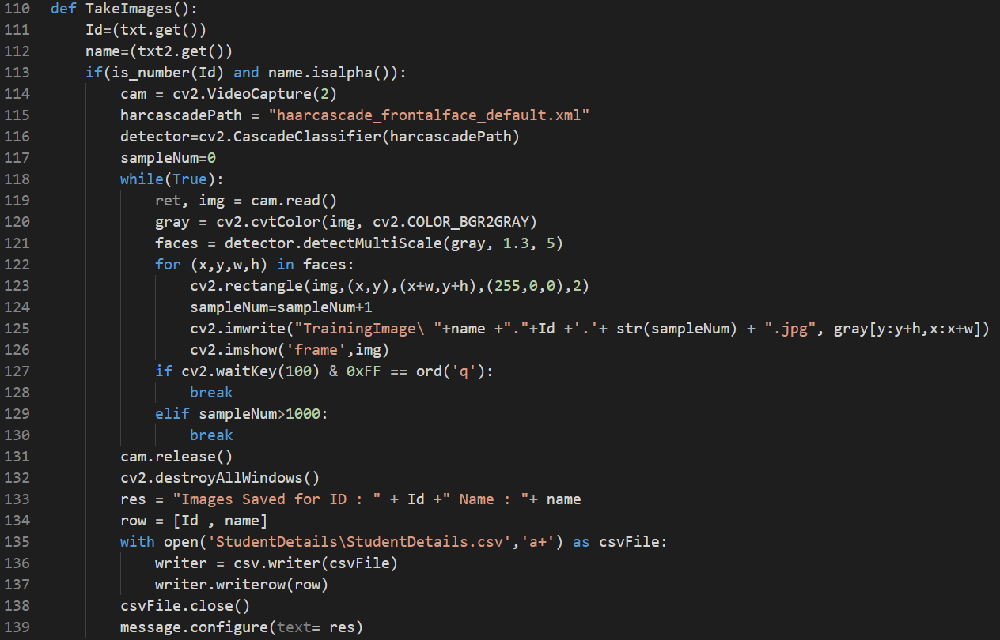 110 def TakeImages():
111     Id=(txt.get())
112     name=(txt2.get())
113     if(is_number(Id) and name.isalpha()):
114         cam = cv2.VideoCapture(2)
115         harcascadePath = "haarcascade_frontalface_default.xml"
116         detector=cv2.CascadeClassifier(harcascadePath)
117         sampleNum=0
118         while(True):
119             ret, img = cam.read()
120             gray = cv2.cvtColor(img, cv2.COLOR_BGR2GRAY)
121             faces = detector.detectMultiScale(gray, 1.3, 5)
122             for (x,y,w,h) in faces:
123                 cv2.rectangle(img,(x,y),(x+w,y+h),(255,0,0),2)
124                 sampleNum=sampleNum+1
125                 cv2.imwrite("TrainingImage\ "+name +"."+Id +'.'+ str(sampleNum) + ".jpg", gray[y:y+h,x:x+w])
126                 cv2.imshow('frame',img)
127             if cv2.waitKey(100) & 0xFF == ord('q'):
128                 break
129             elif sampleNum>1000:
130                 break
131         cam.release()
132         cv2.destroyAllWindows()
133         res = "Images Saved for ID : " + Id +" Name : "+ name
134         row = [Id , name]
135         with open('StudentDetails\StudentDetails.csv','a+') as csvFile:
136             writer = csv.writer(csvFile)
137             writer.writerow(row)
138         csvFile.close()
139         message.configure(text= res)